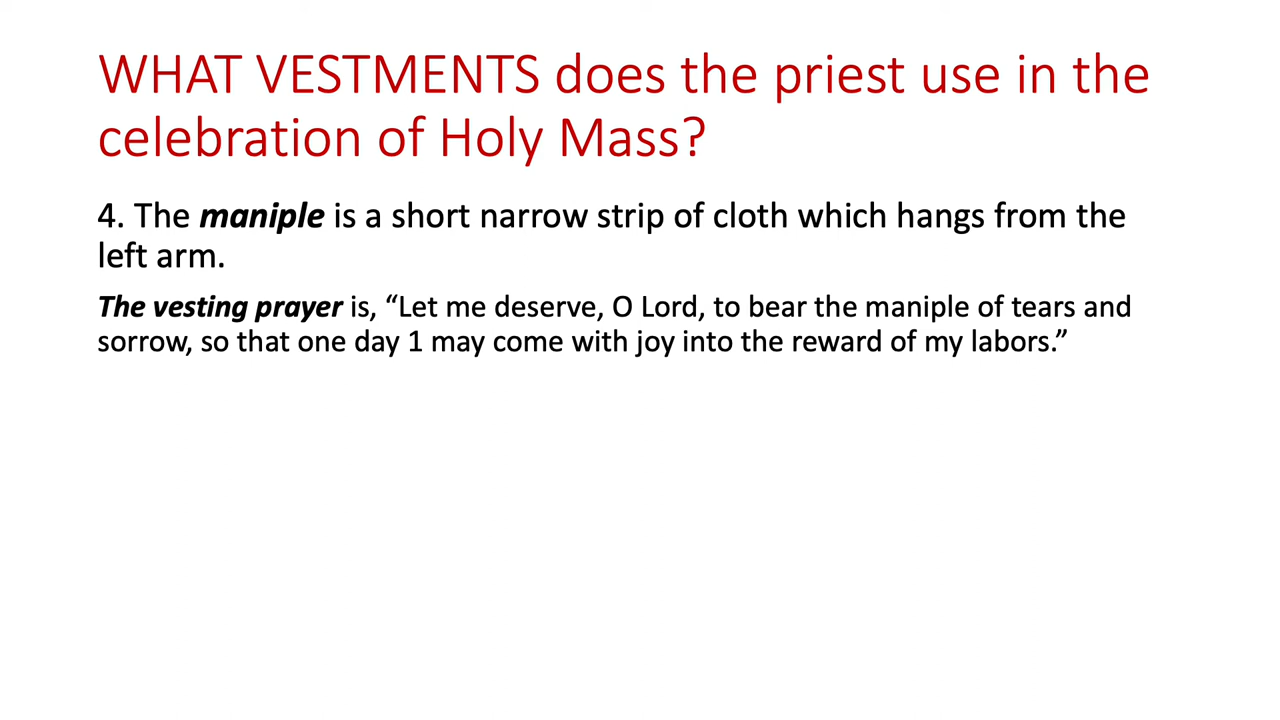 WHAT VESTMENTS does the priest use in the
celebration of Holy Mass?
4. The maniple is a short narrow strip of cloth which hangs from the
left arm.
The vesting prayer is, “Let me deserve, O Lord, to bear the maniple of tears and
sorrow, so that one day 1 may come with joy into the reward of my labors.”